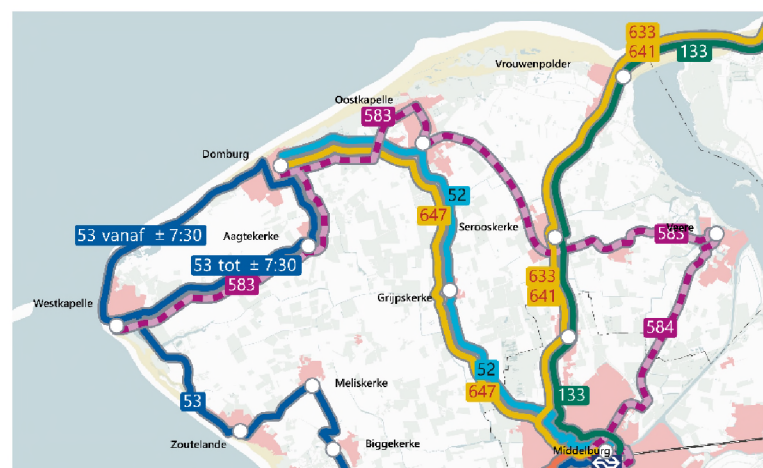 633
641
133
Vrouwenpolder
Oostkapelle
583
Domburg
52
647
Serooskerke
53 vanaf ± 7:30
Aagtekerke
583
Veere
53 tot ± 7:30
583
633
641
Grijpskerke
Westkapelle
584
52
647
133
Meliskerke
53
Zoutelande
Biggekerke
Middelburg